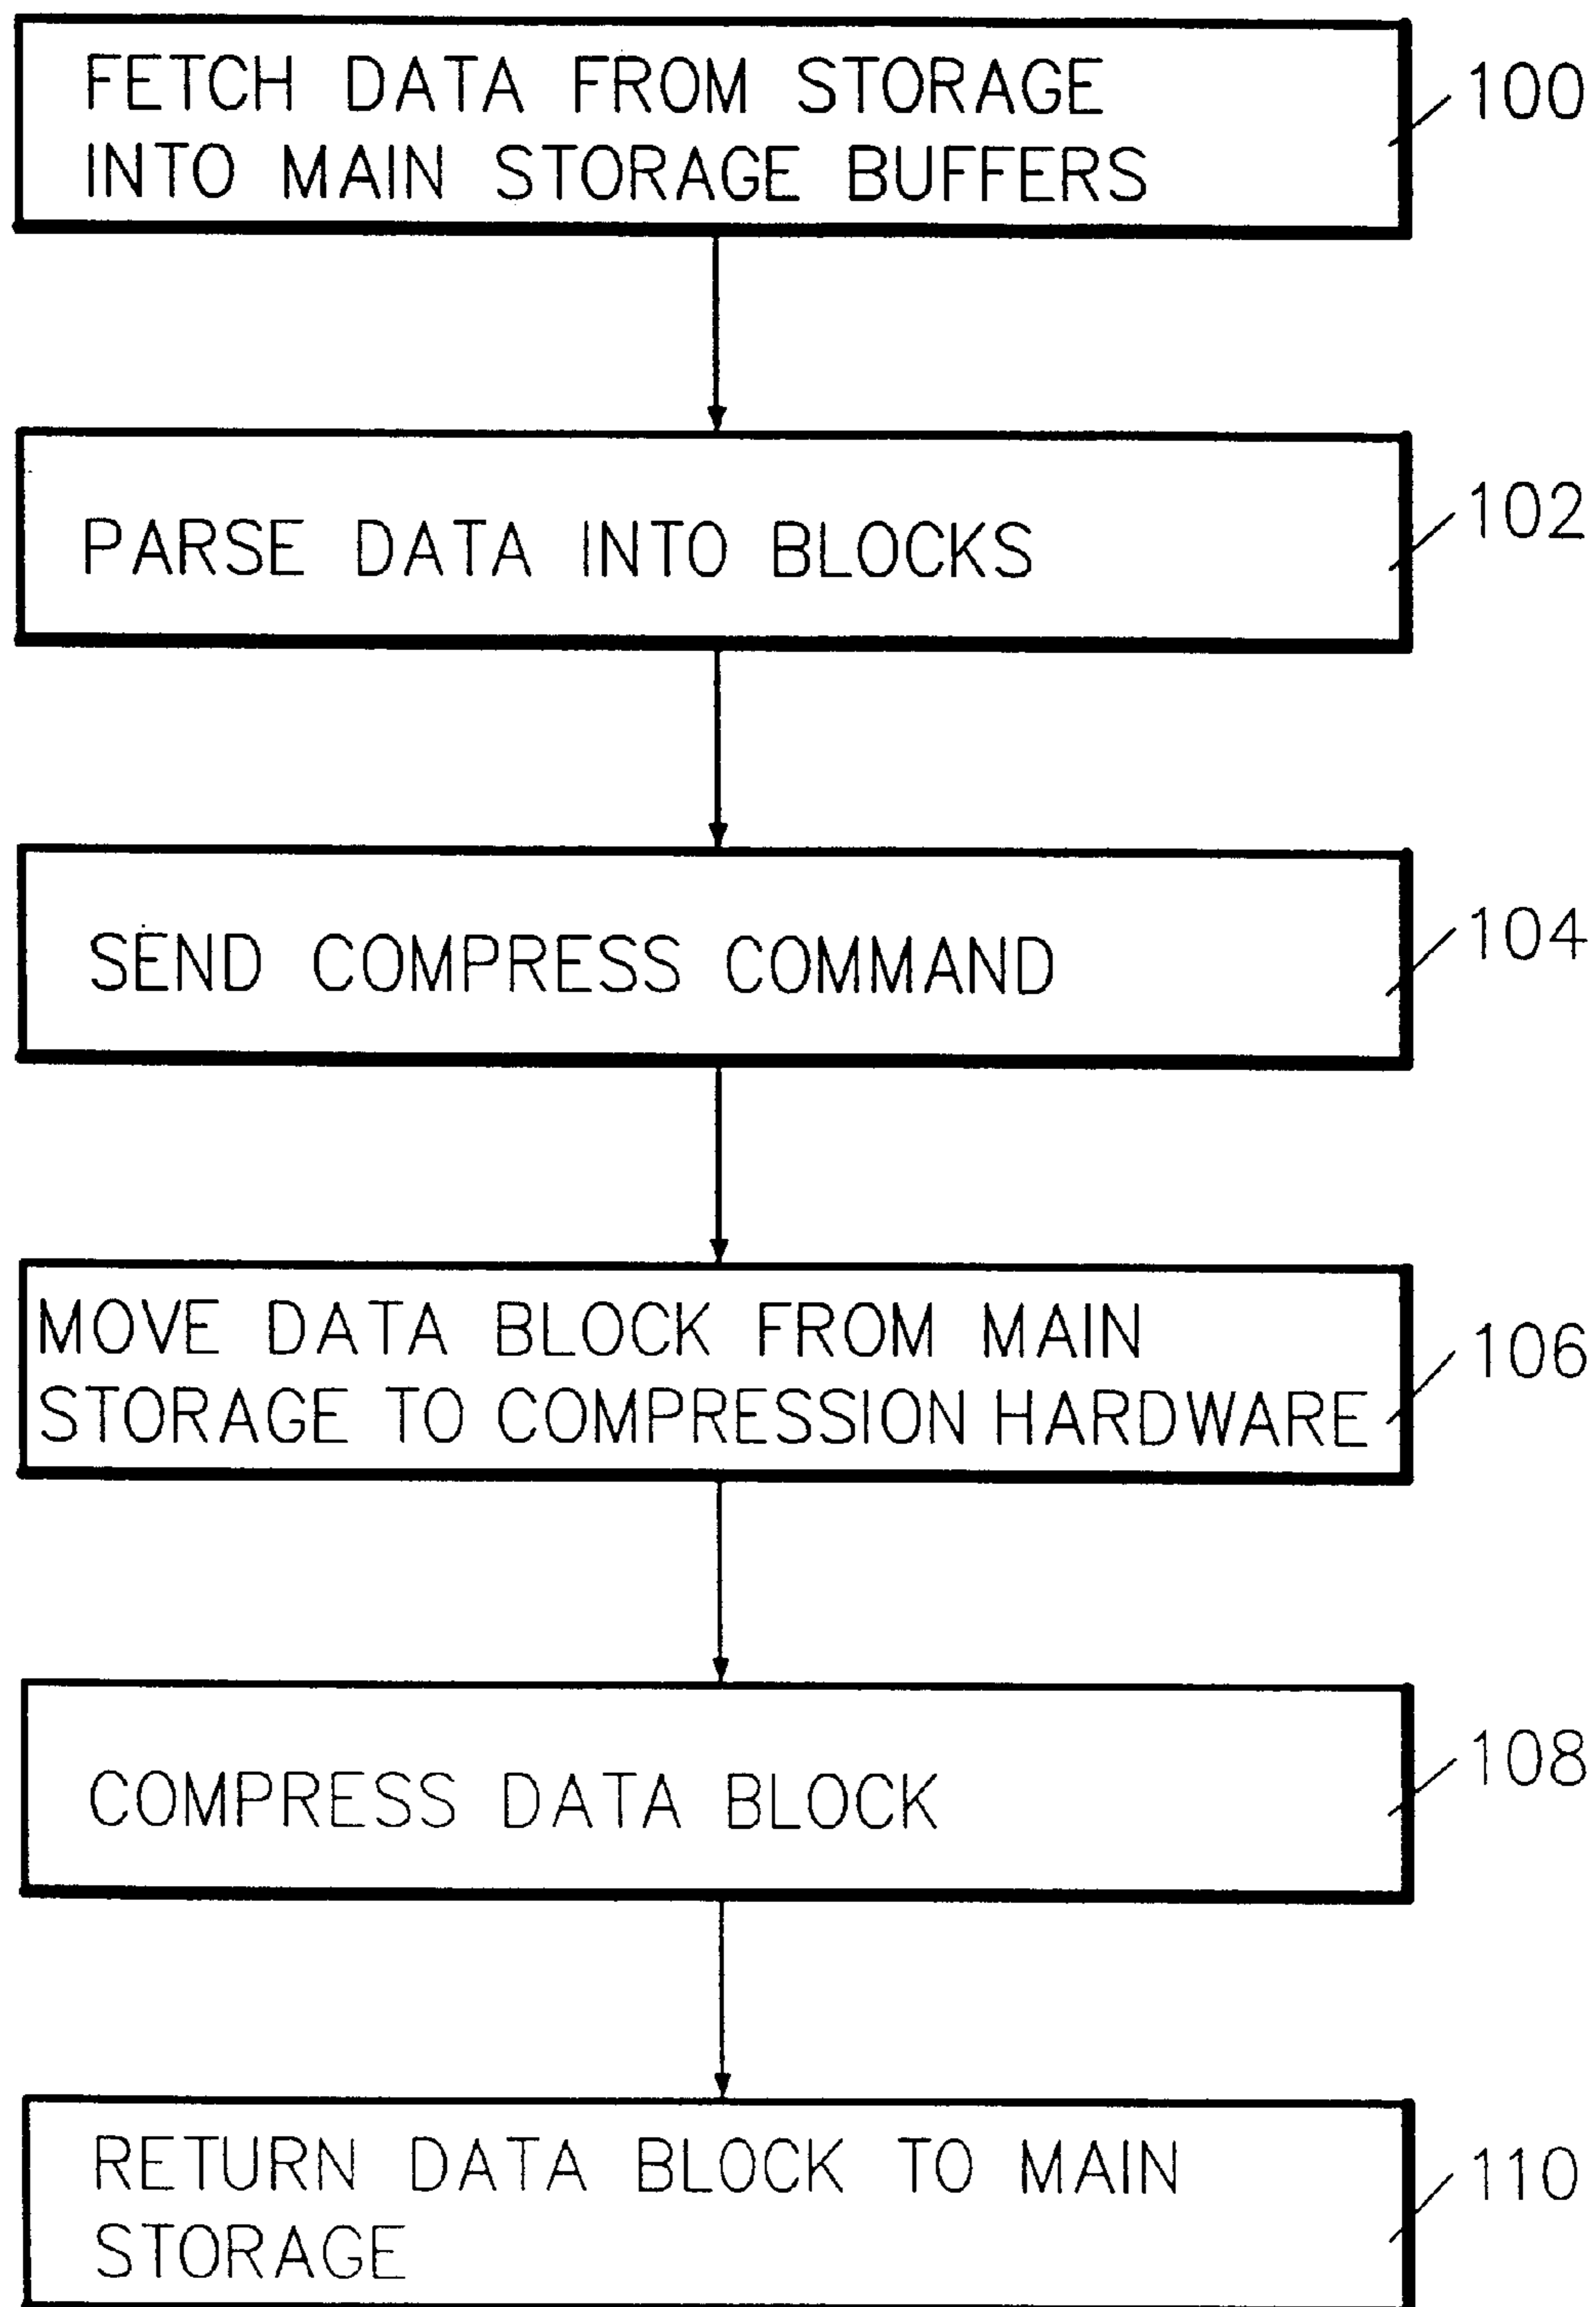 FETCH DATA FROM STORAGE
INTO MAIN STORAGE BUFFERS
100
PARSE DATA INTO BLOCKS
102
SEND COMPRESS COMMAND
104
MOVE DATA BLOCK FROM MAIN
STORAGE TO COMPRESSION HARDWARE
106
COMPRESS DATA BLOCK
108
RETURN DATA BLOCK TO MAIN
STORAGE
110